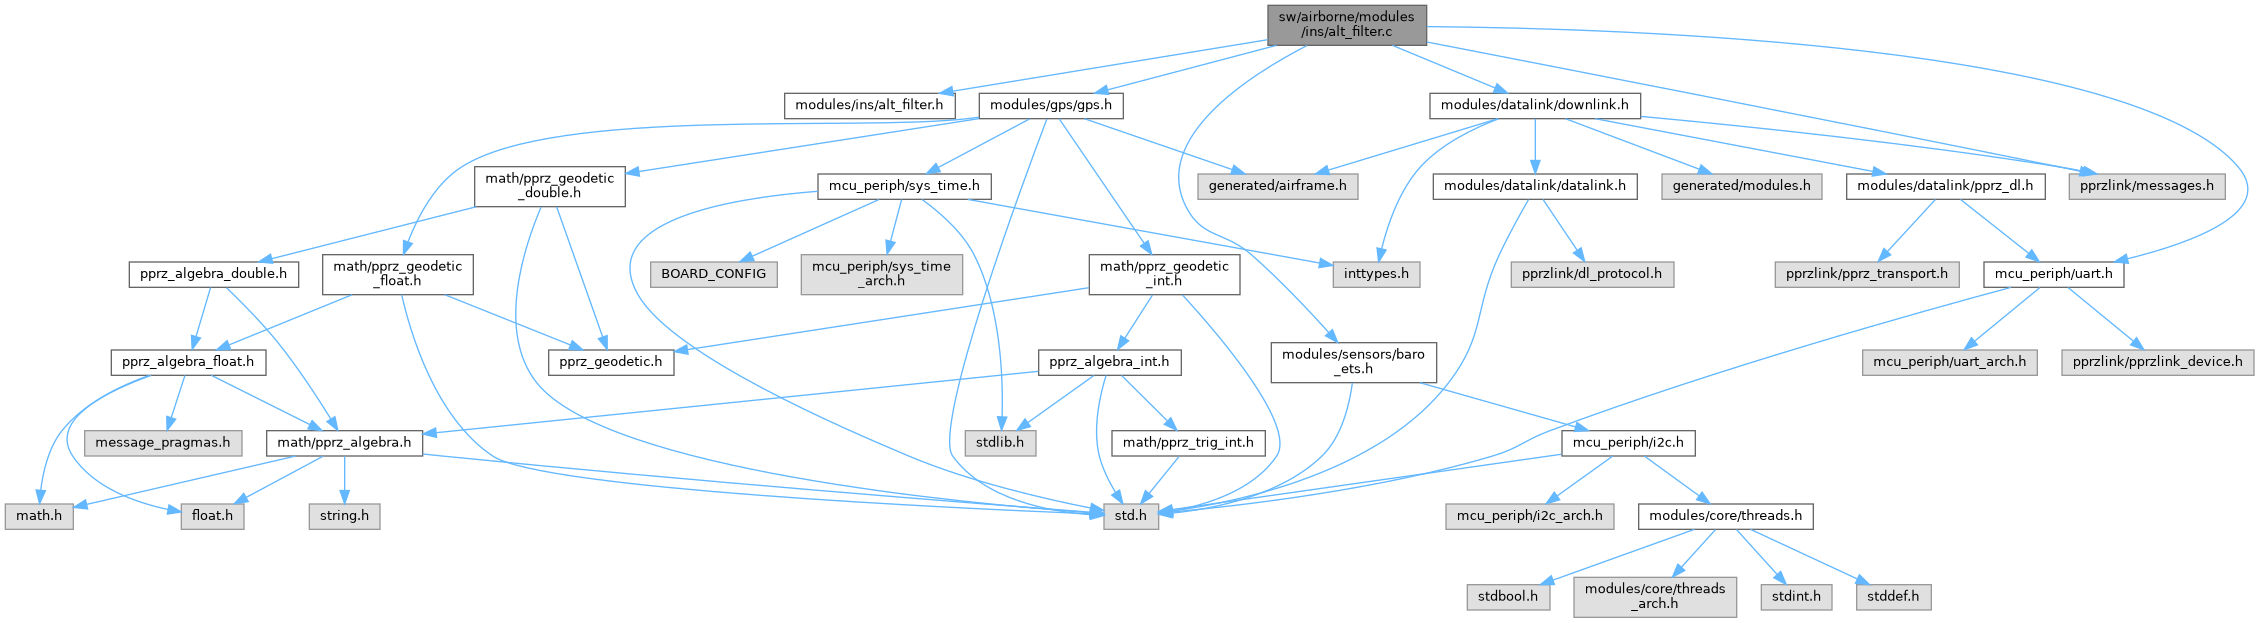 sw/airborne/modules
/ins/alt_filter.c
modules/ins/alt_filter.h
modules/gps/gps.h
modules/datalink/downlink.h
math/pprz_geodetic
_double.h
mcu_periph/sys_time.h
generated/airframe.h
modules/datalink/datalink.h
generated/modules.h
modules/datalink/pprz_dl.h
pprzlink/messages.h
pprz_algebra_double.h
math/pprz_geodetic
_float.h
BOARD_CONFIG
mcu_periph/sys_time
_arch.h
math/pprz_geodetic
_int.h
inttypes.h
pprzlink/dl_protocol.h
pprzlink/pprz_transport.h
mcu_periph/uart.h
pprz_algebra_float.h
pprz_geodetic.h
pprz_algebra_int.h
modules/sensors/baro
_ets.h
mcu_periph/uart_arch.h
pprzlink/pprzlink_device.h
message_pragmas.h
math/pprz_algebra.h
stdlib.h
math/pprz_trig_int.h
mcu_periph/i2c.h
math.h
float.h
string.h
std.h
mcu_periph/i2c_arch.h
modules/core/threads.h
stdbool.h
modules/core/threads
_arch.h
stdint.h
stddef.h